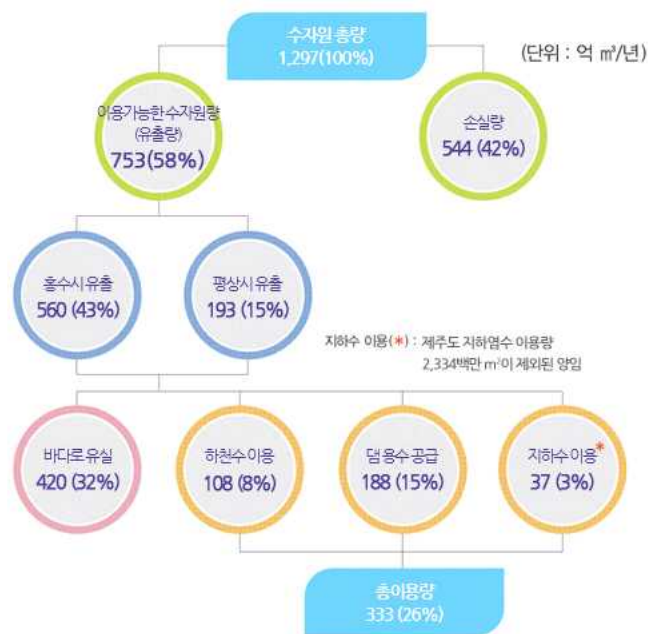 수자원 총량
1,297(100%)
(단위 : 억 ㎥/년)
이용가능한 수자원량
(유출량)
753(58%)
손실량
544 (42%)
홍수시 유출
560 (43%)
평상시 유출
193 (15%)
지하수 이용(*) : 제주도 지하염수 이용량
2,334백만 m²이 제외된 양임
바다로 유실
420 (32%)
하천수 이용
108 (8%)
댐 용수 공급
188 (15%)
지하수 이용*
37 (3%)
총이용량
333 (26%)